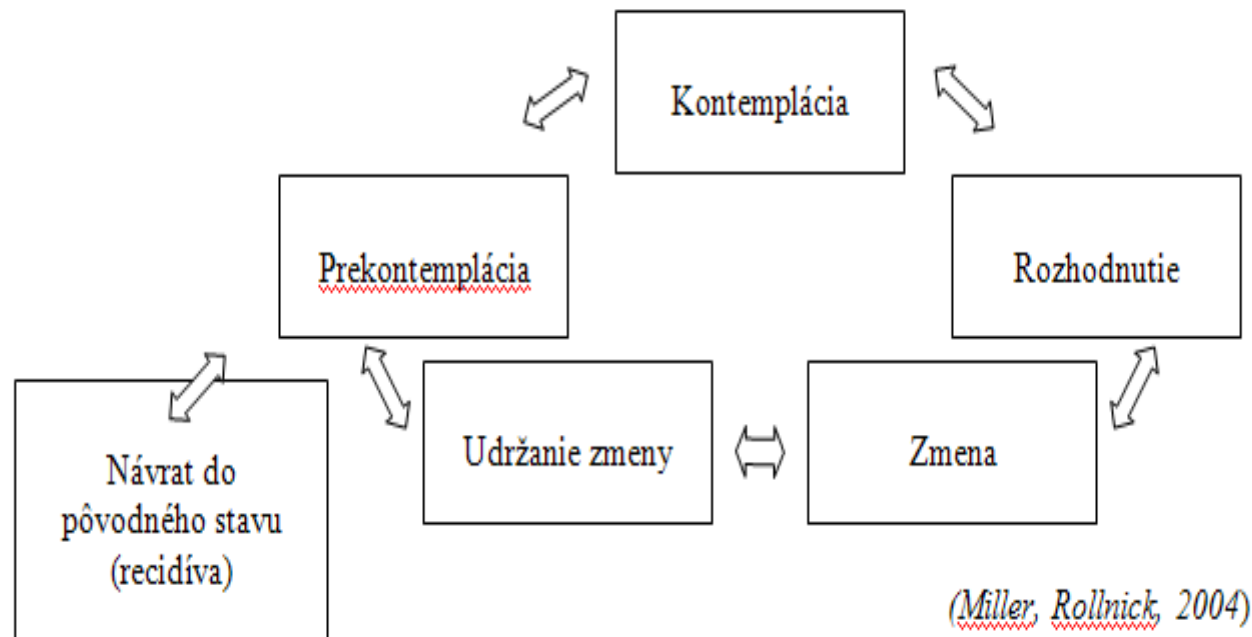 Kontemplácia
Prekontemplácia
Rozhodnutie
Udržanie zmeny
Zmena
Návrat do
pôvodného stavu
(recidíva)
(Miller, Rollnick, 2004)